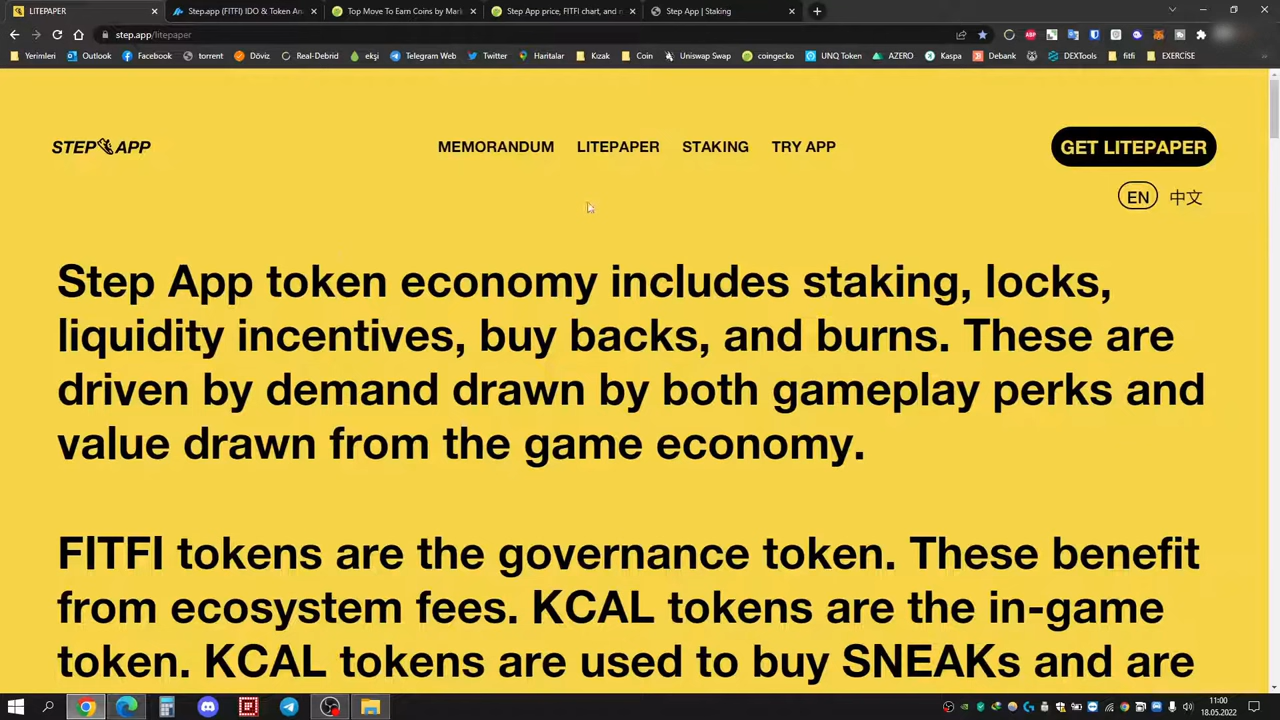 LITEPAPER
Step.app (FITFI) IDO & Token An
Top Move To Earn Coins by Mark
Step App price, FITFI chart, and m
Step App | Staking
step.app/litepaper
Yerimleri
Outlook
Facebook
torrent
Döviz
Real-Debrid
ekşi
Telegram Web
Twitter
Haritalar
Kızak
Coin
Uniswap Swap
coingecko
UNQ Token
AZERO
Kaspa
Debank
DEXTools
fitfi
EXERCİSE
STEP APP
MEMORANDUM
LITEPAPER
STAKING
TRY APP
GET LITEPAPER
EN 中文
Step App token economy includes staking, locks,
liquidity incentives, buy backs, and burns. These are
driven by demand drawn by both gameplay perks and
value drawn from the game economy.
FITFI tokens are the governance token. These benefit
from ecosystem fees. KCAL tokens are the in-game
token. KCAL tokens are used to buy SNEAKs and are
11:00
18.05.2022